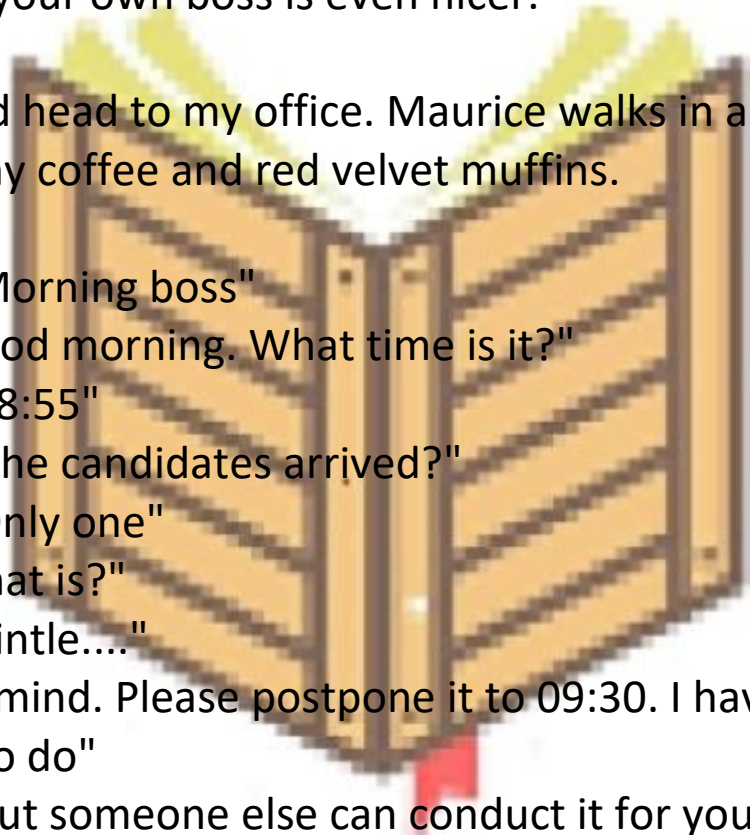 your own boss is even nicer.
head to my office. Maurice walks in a
coffee and red velvet muffins.
Morning boss"
od morning. What time is it?"
8:55"
he candidates arrived?"
Only one"
hat is?"
intle...."
mind. Please postpone it to 09:30. I hav
o do"
ut someone else can conduct it for you